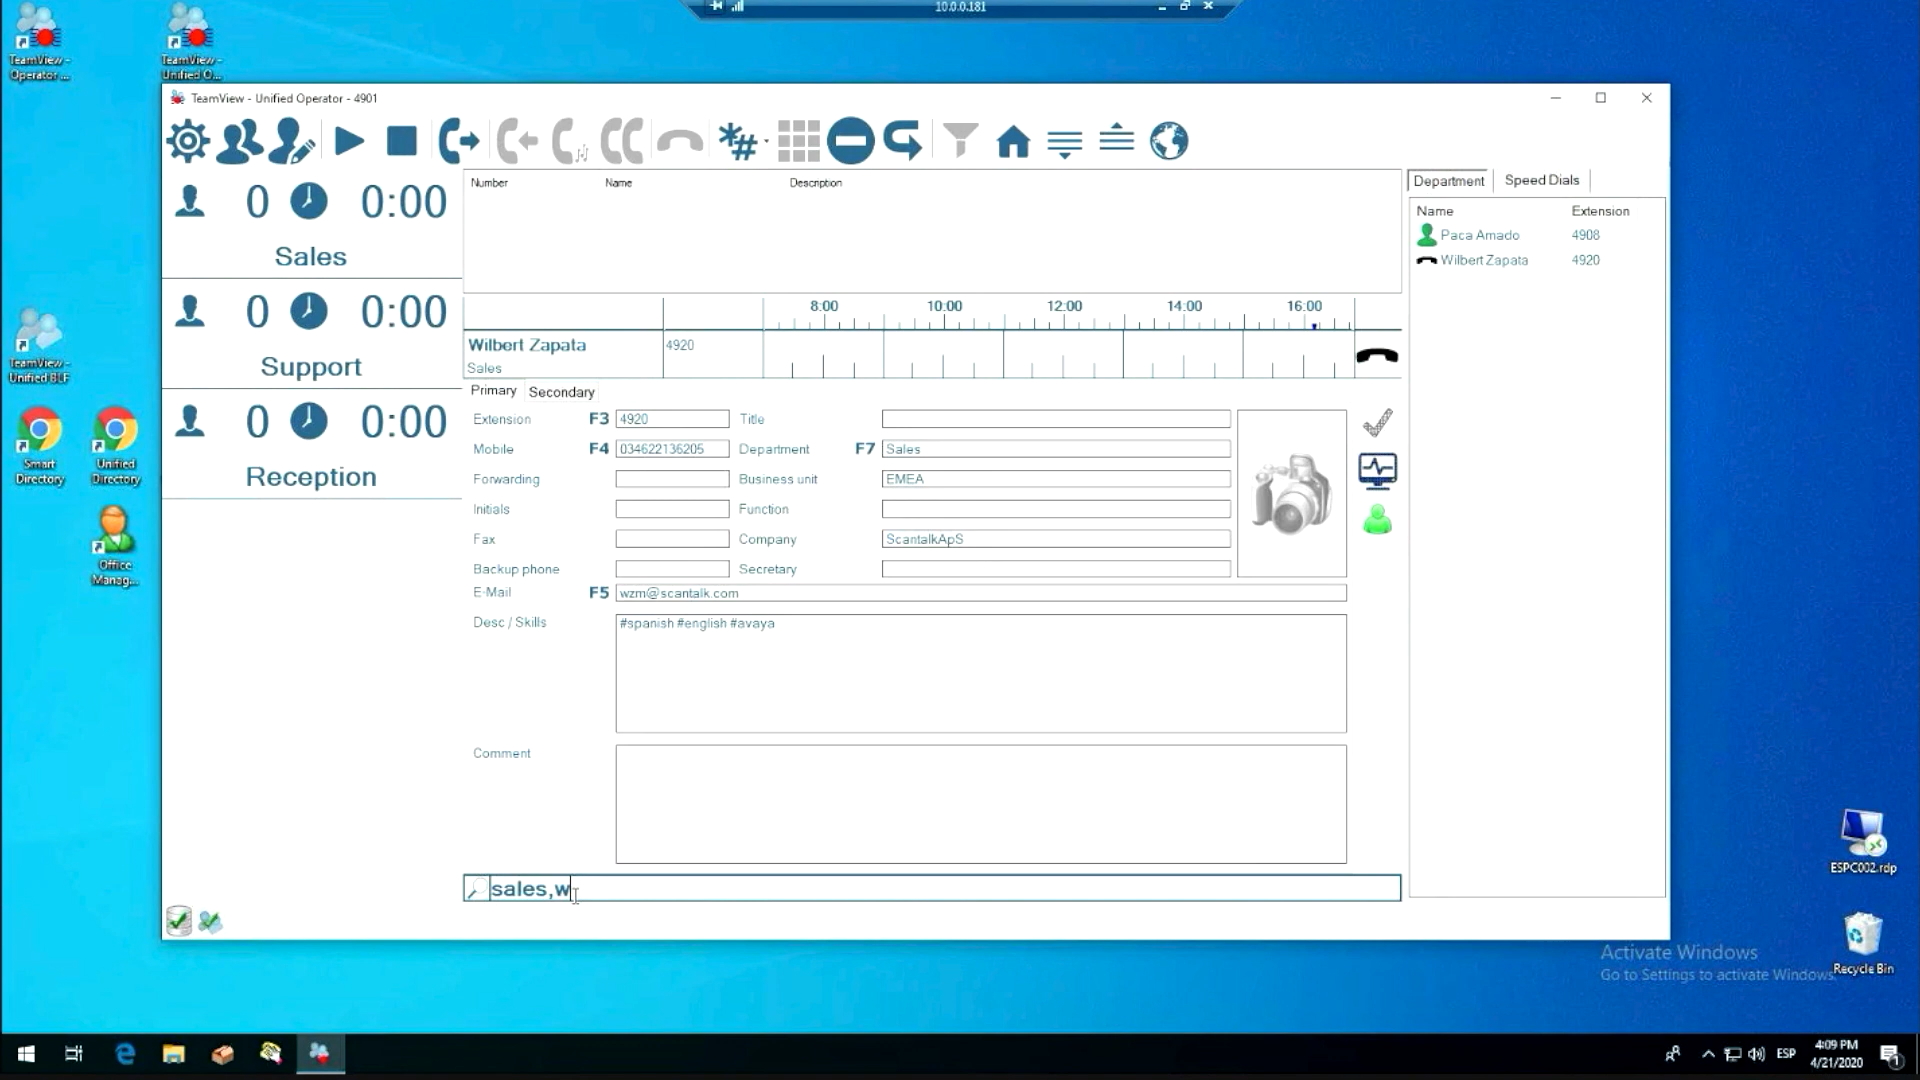 10.0.0.181
TeamView -
Operator ...
TeamView -
Unified O...
TeamView - Unified Operator - 4901
*#
0 0:00
Sales
0 0:00
Support
0 0:00
Reception
Number Name Description
8:00 10:00 12:00 14:00 16:00
Wilbert Zapata 4920
Sales
Primary Secondary
Extension F3 4920 Title
Mobile F4 034622136205 Department F7 Sales
Forwarding Business unit EMEA
Initials Function
Fax Company ScantalkApS
Backup phone Secretary
E-Mail F5 wzm@scantalk.com
Desc / Skills #spanish #english #avaya
Comment
sales,w
Department Speed Dials
Name Extension
Paca Amado 4908
Wilbert Zapata 4920
TeamView -
Unified BLF
Smart
Directory
Unified
Directory
Office
Manag...
ESPC002.rdp
Recycle Bin
Activate Windows
Go to Settings to activate Windows.
ESP
4:09 PM
4/21/2020
1